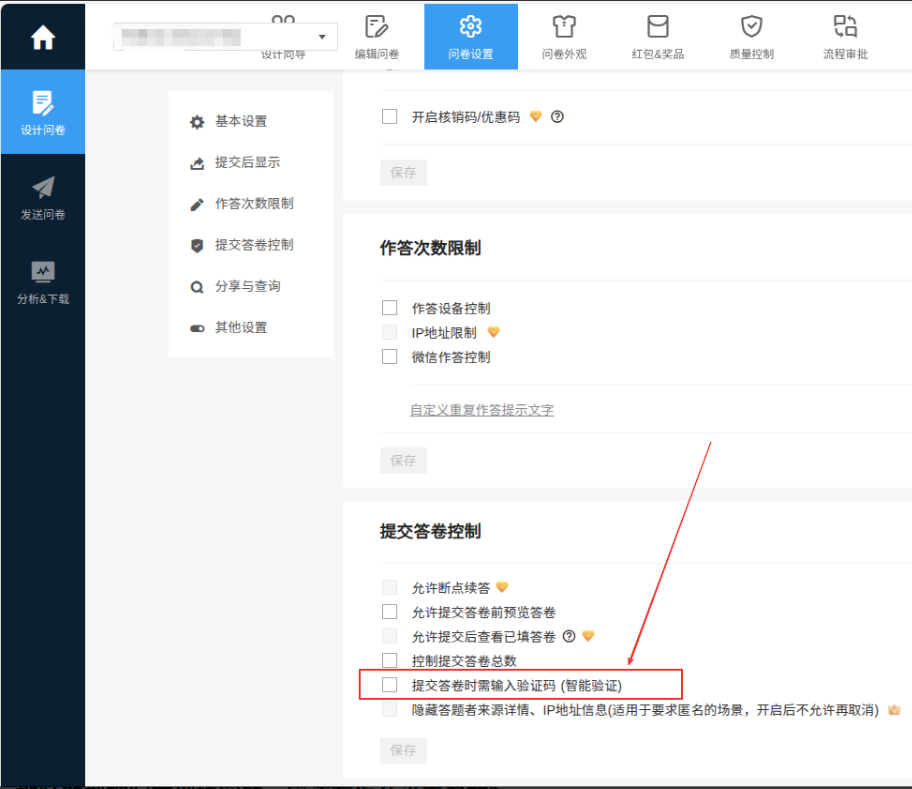 设计向导
编辑问卷
问卷设置
问卷外观
红包&奖品
质量控制
流程审批
设计问卷
发送问卷
分析&下载
基本设置
提交后显示
作答次数限制
提交答卷控制
分享与查询
其他设置
开启核销码/优惠码
保存
作答次数限制
作答设备控制
IP地址限制
微信作答控制
自定义重复作答提示文字
保存
提交答卷控制
允许断点续答
允许提交答卷前预览答卷
允许提交后查看已填答卷
控制提交答卷总数
提交答卷时需输入验证码 (智能验证)
隐藏答题者来源详情、IP地址信息(适用于要求匿名的场景，开启后不允许再取消)
保存